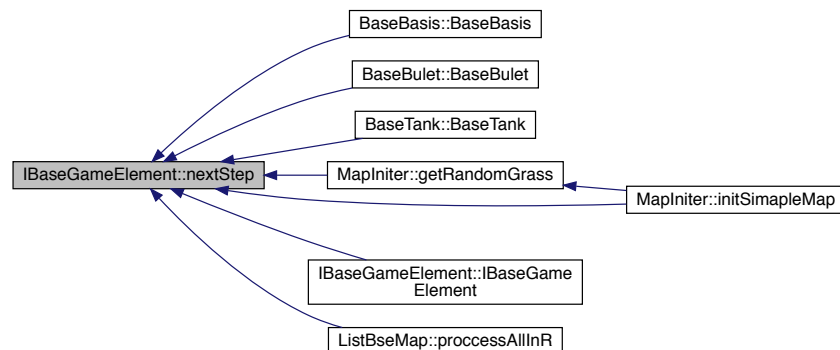 BaseBasis::BaseBasis
BaseBulet::BaseBulet
BaseTank::BaseTank
IBaseGameElement::nextStep
MapIniter::getRandomGrass
MapIniter::initSimapleMap
IBaseGameElement::IBaseGame
Element
ListBseMap::proccessAllInR